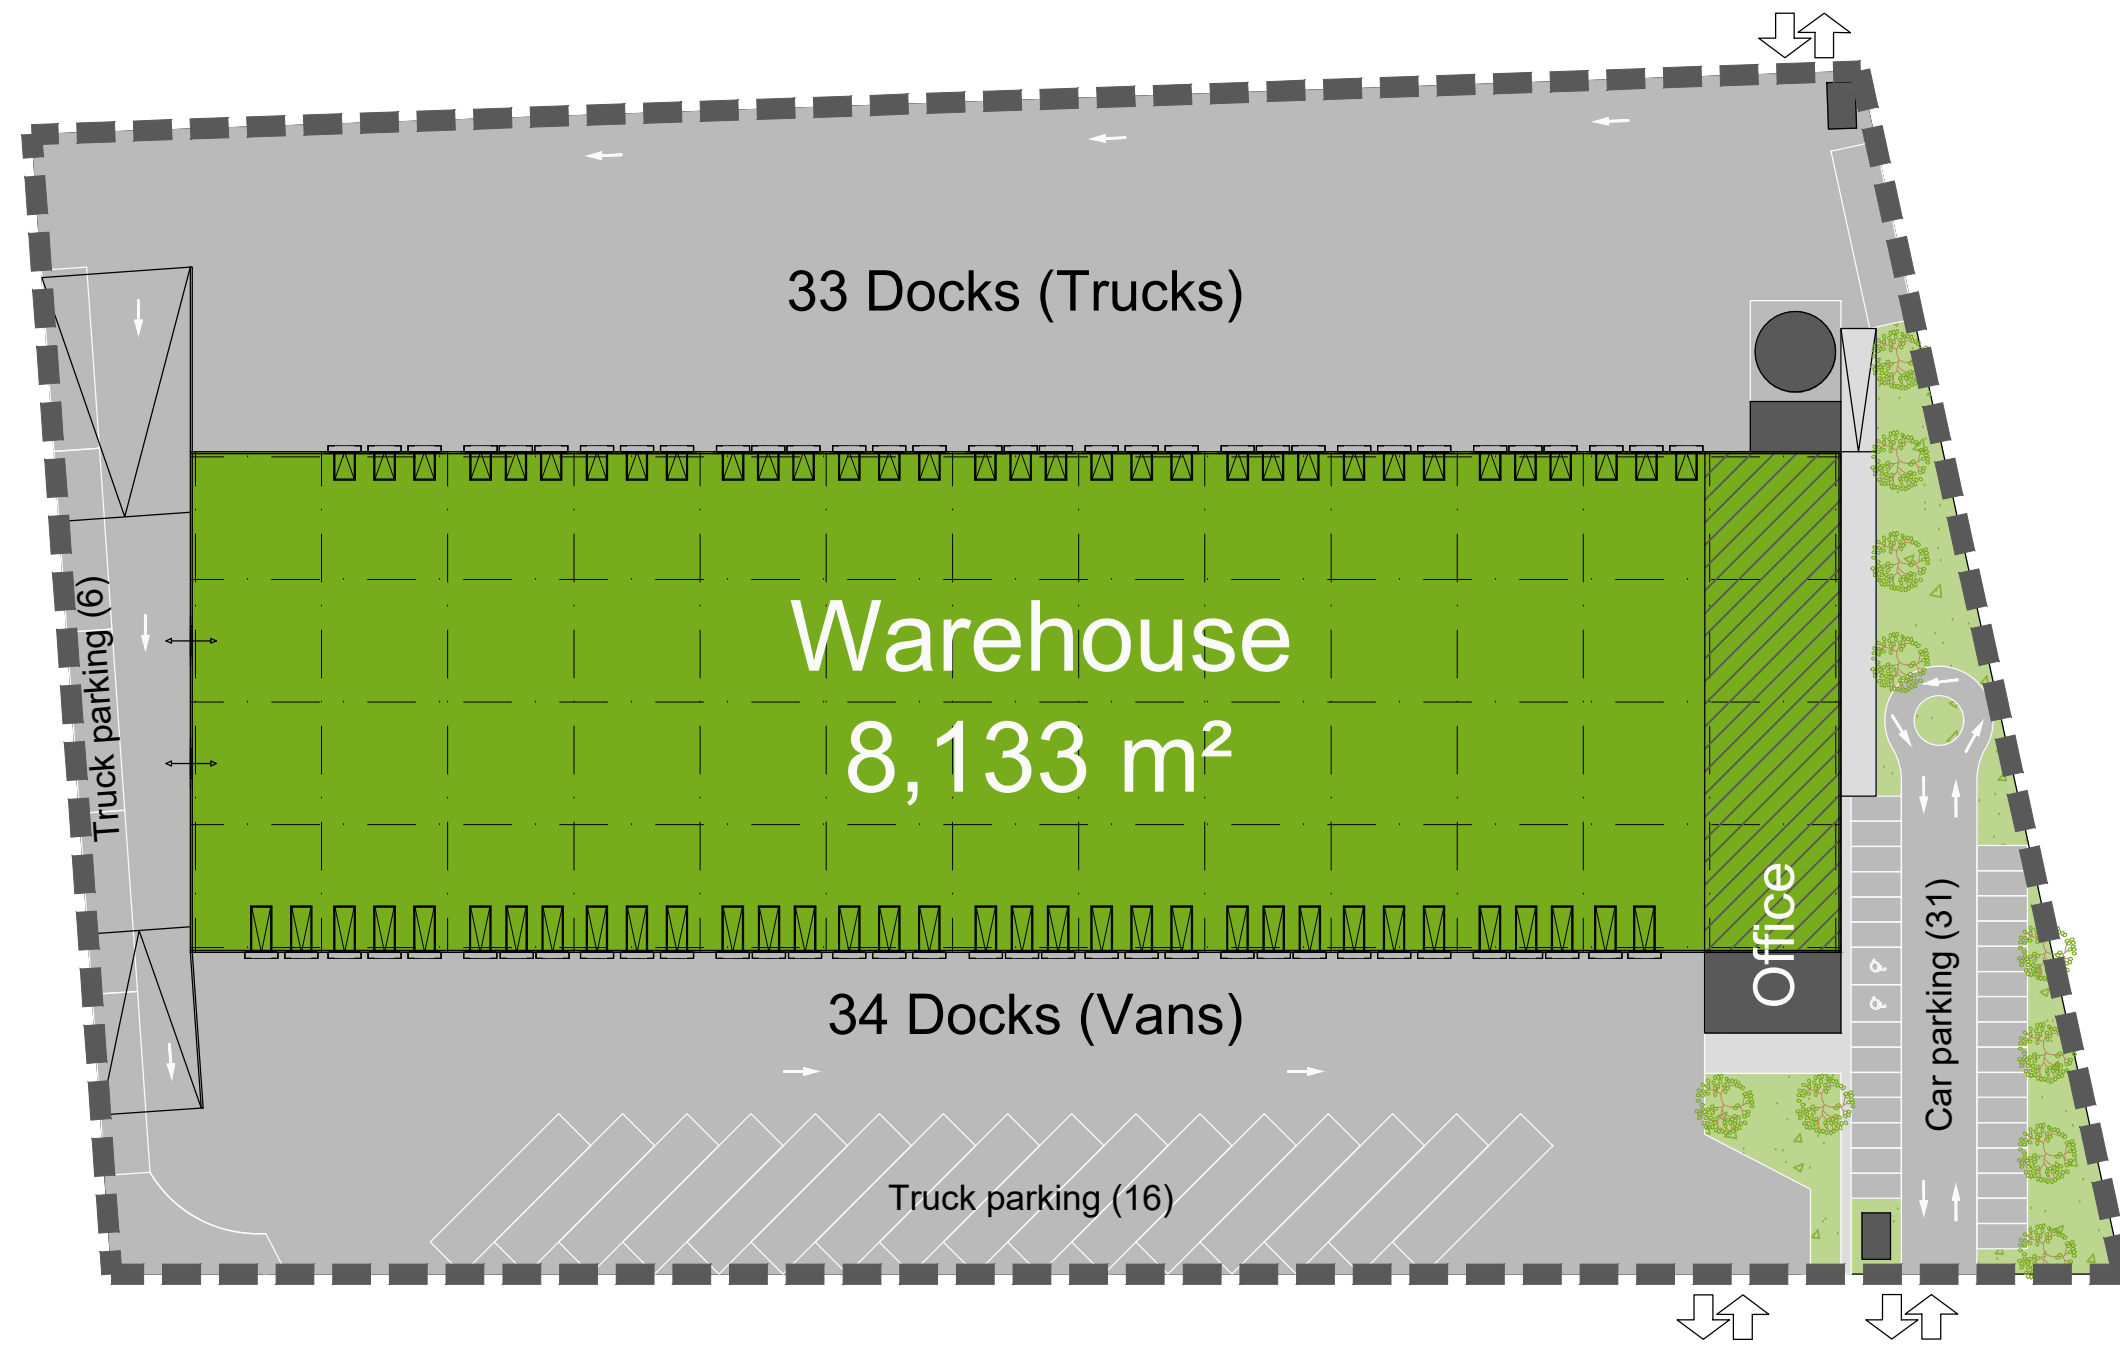 33 Docks (Trucks)
Warehouse
8,133 m²
Truck parking (6)
Office
Car parking (31)
34 Docks (Vans)
Truck parking (16)